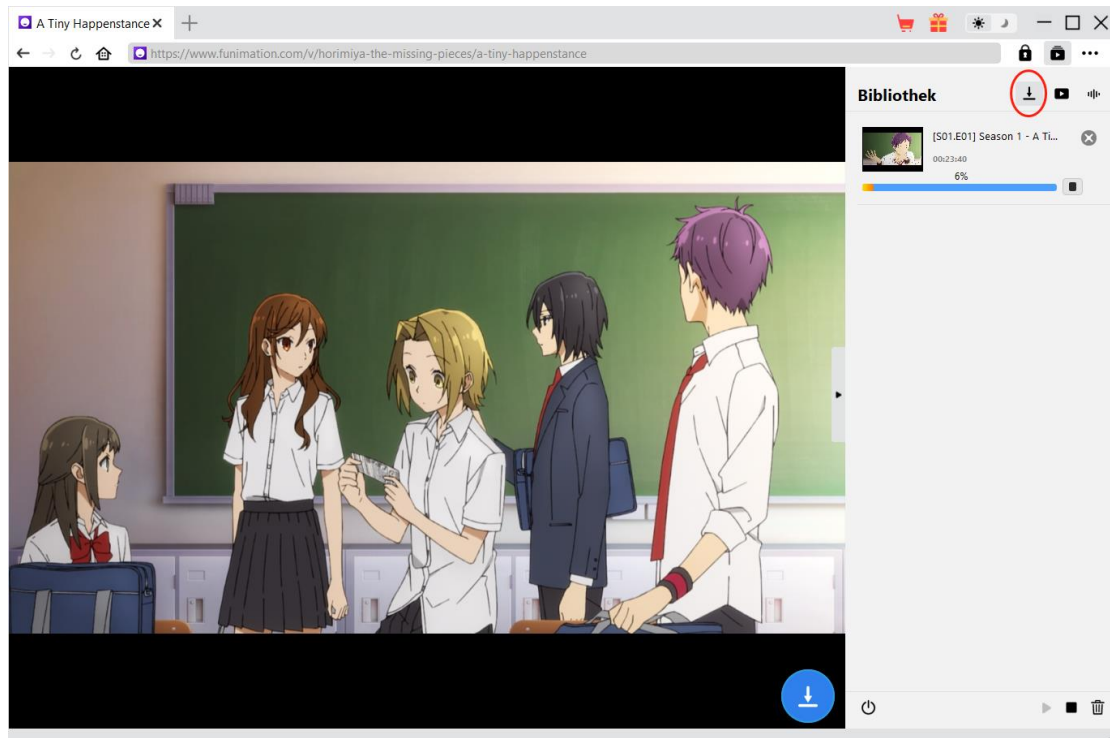 A Tiny Happenstance
https://www.funimation.com/v/horimiya-the-missing-pieces/a-tiny-happenstance
Bibliothek
[S01.E01] Season 1 - A Ti...
00:23:40
6%